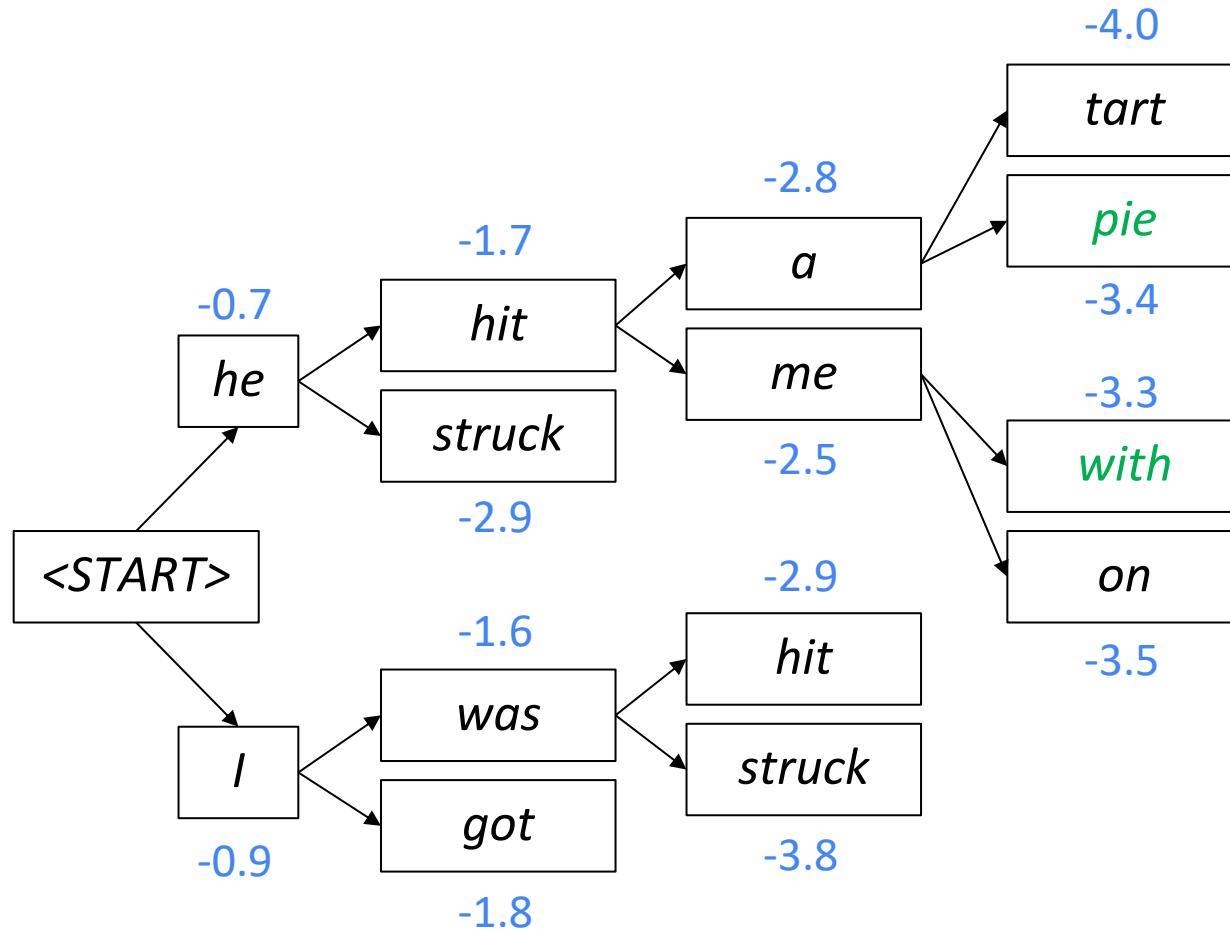 -4.0
tart
-2.8
pie
-1.7
a
-3.4
-0.7
hit
me
-3.3
he
struck
-2.5
with
-2.9
<START>
-2.9
on
-1.6
hit
-3.5
was
struck
I
got
-3.8
-0.9
-1.8